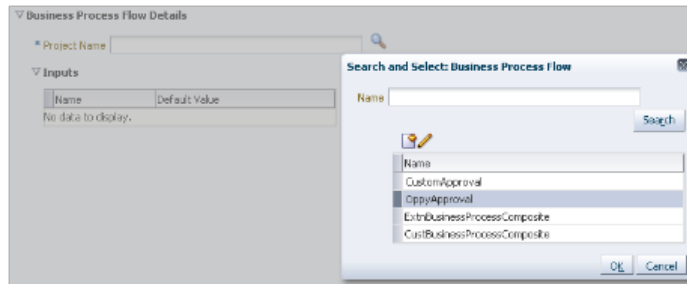 Business Process Flow Details
* Project Name
Inputs
Name Default Value
No data to display.
Search and Select: Business Process Flow
Name
Search
Name
CustomApproval
OppyApproval
ExtnBusinessProcessComposite
CustBusinessProcessComposite
OK Cancel